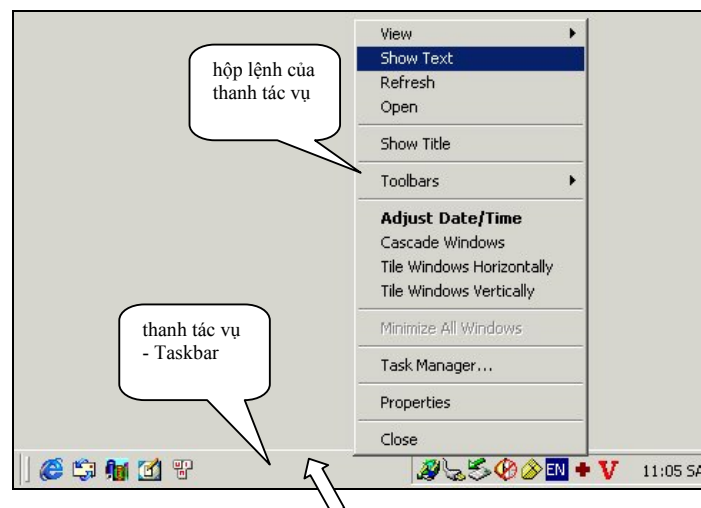 hộp lệnh của
thanh tác vụ
View
Show Text
Refresh
Open
Show Title
Toolbars
Adjust Date/Time
Cascade Windows
Tile Windows Horizontally
Tile Windows Vertically
Minimize All Windows
Task Manager...
Properties
Close
thanh tác vụ
- Taskbar
EN
V
11:05 SA